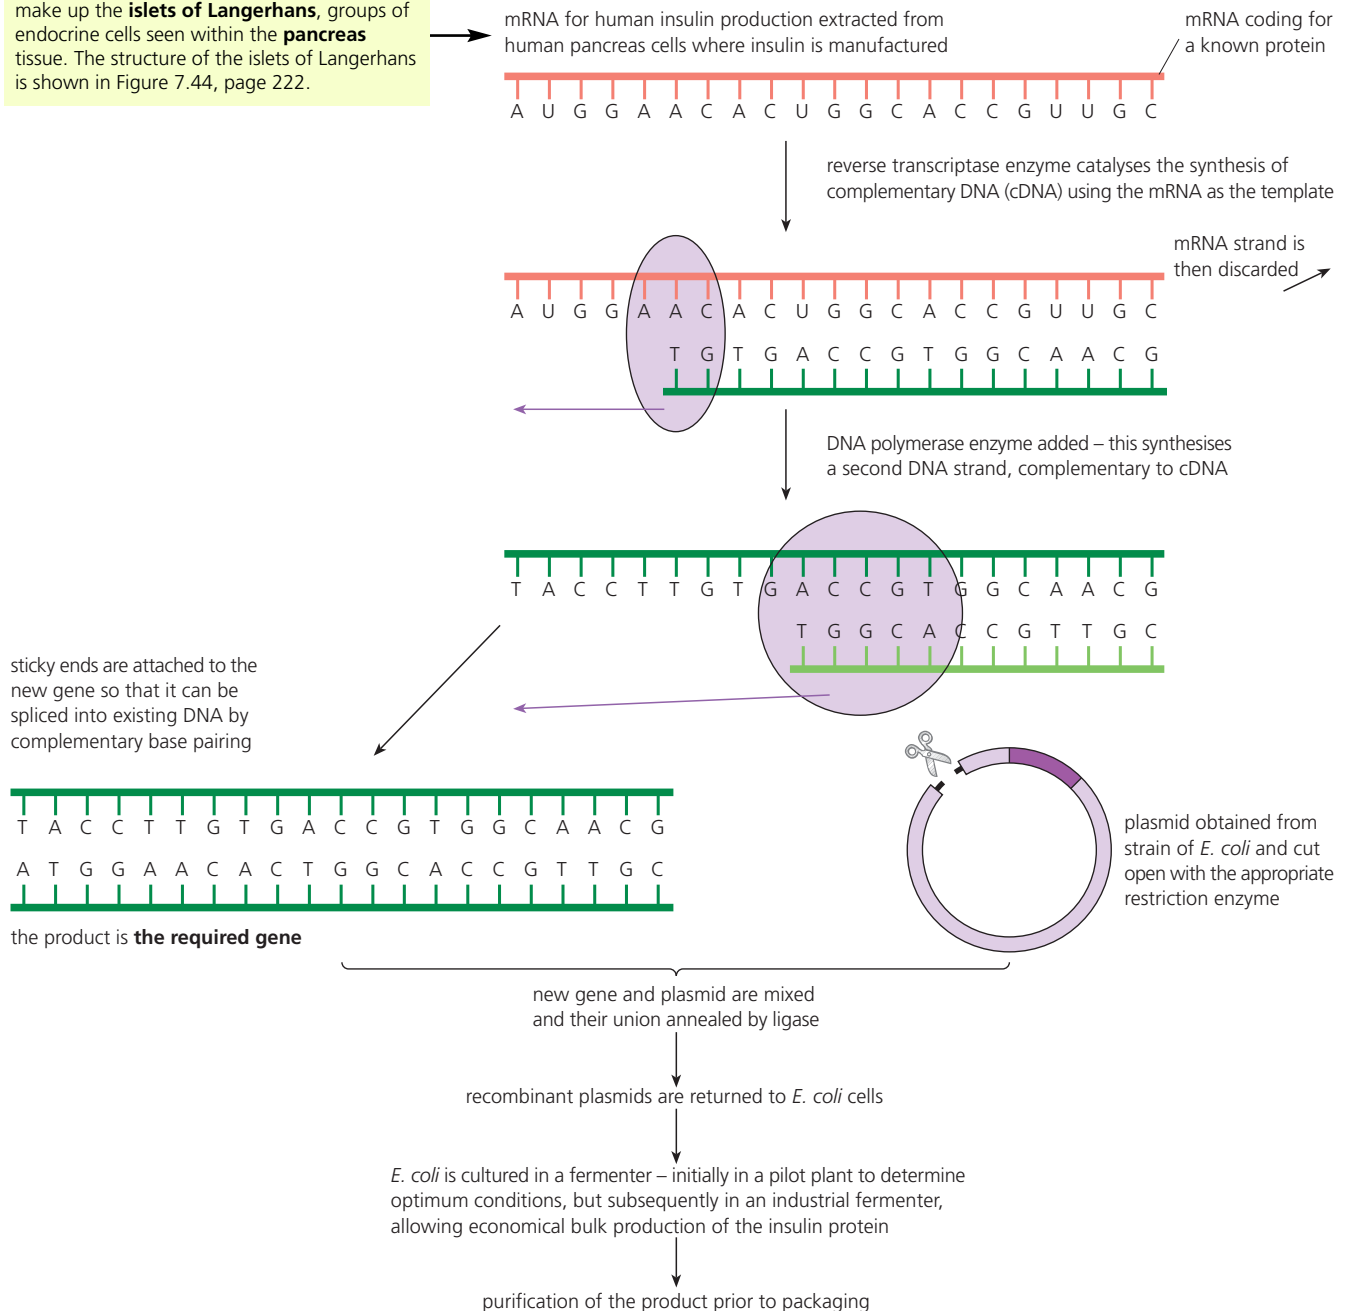 make up the islets of Langerhans, groups of
endocrine cells seen within the pancreas
tissue. The structure of the islets of Langerhans
is shown in Figure 7.44, page 222.
mRNA for human insulin production extracted from
human pancreas cells where insulin is manufactured
mRNA coding for
a known protein
A U G G A A C A C U G G C A C C G U U G C
reverse transcriptase enzyme catalyses the synthesis of
complementary DNA (cDNA) using the mRNA as the template
mRNA strand is
then discarded
A U G G A A C A C U G G C A C C G U U G C
T G T G A C C G T G G C A A C G
DNA polymerase enzyme added – this synthesises
a second DNA strand, complementary to cDNA
T A C C T T G T G A C C G T G G C A A C G
T G G C A C C G T T G C
sticky ends are attached to the
new gene so that it can be
spliced into existing DNA by
complementary base pairing
T A C C T T G T G A C C G T G G C A A C G
A T G G A A C A C T G G C A C C G T T G C
the product is the required gene
plasmid obtained from
strain of E. coli and cut
open with the appropriate
restriction enzyme
new gene and plasmid are mixed
and their union annealed by ligase
recombinant plasmids are returned to E. coli cells
E. coli is cultured in a fermenter – initially in a pilot plant to determine
optimum conditions, but subsequently in an industrial fermenter,
allowing economical bulk production of the insulin protein
purification of the product prior to packaging